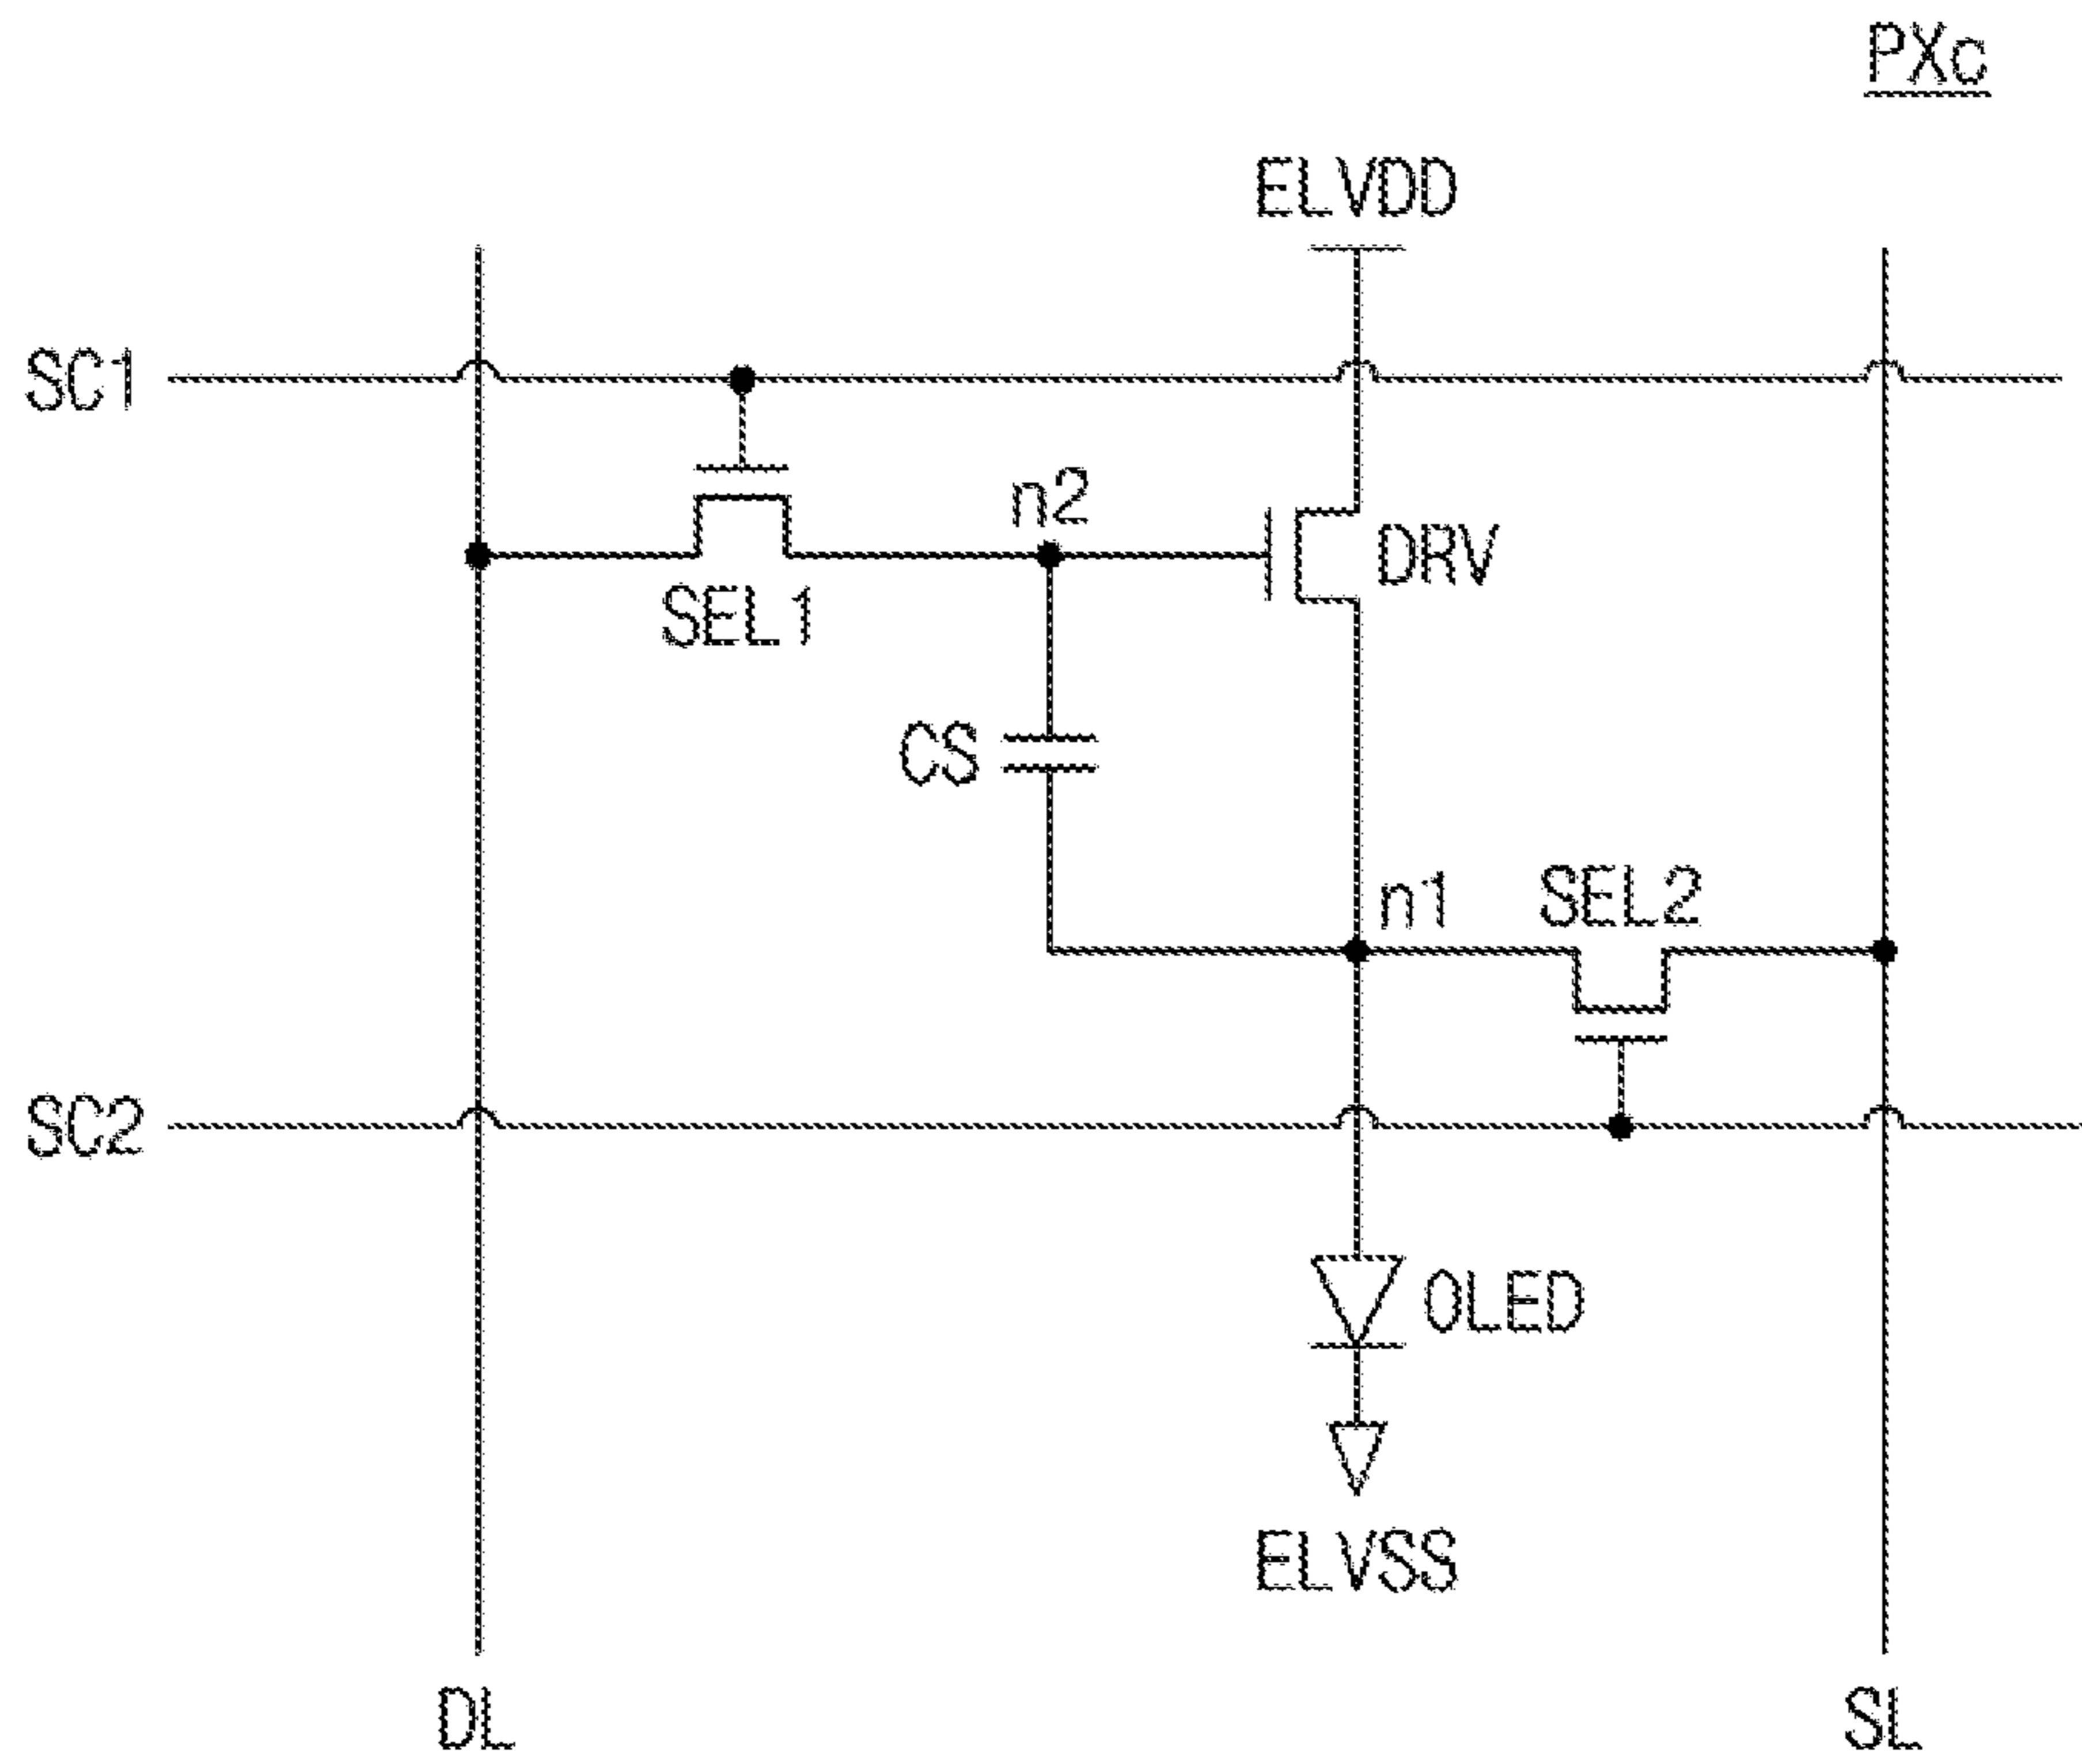 PXc
ELVDD
SC1
n2
DRV
SEL1
CS
n1
SEL2
SC2
OLED
ELVSS
DL
SL